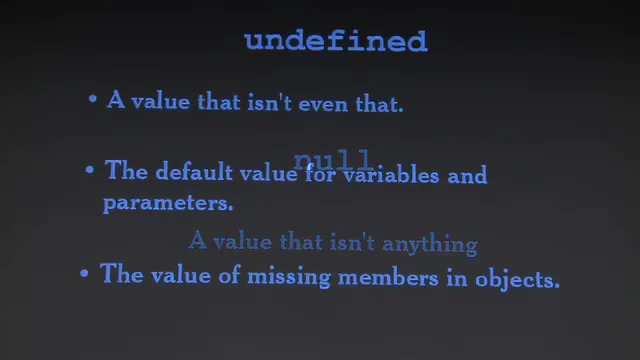 undefined
• A value that isn't even that.
null
• The default value for variables and
parameters.
A value that isn't anything
• The value of missing members in objects.